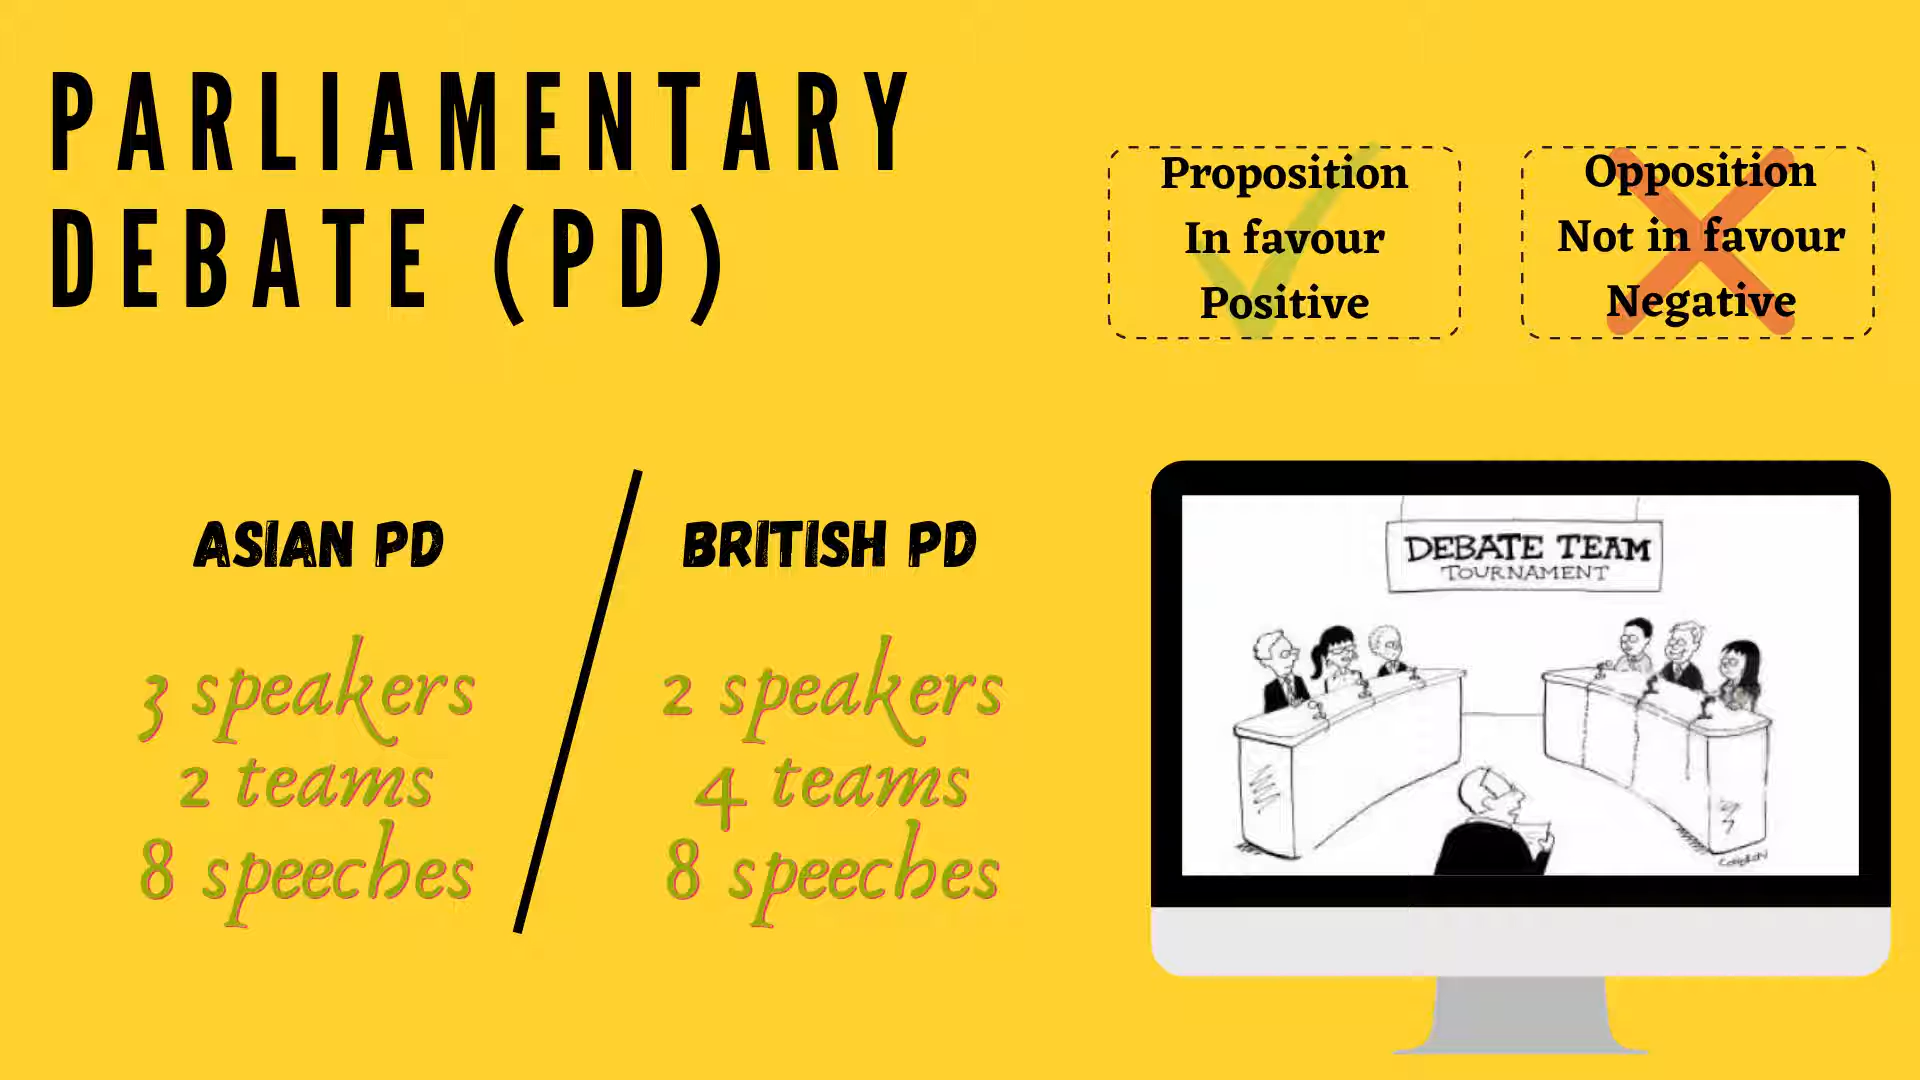 PARLIAMENTARY
DEBATE (PD)
Proposition
In favour
Positive
Opposition
Not in favour
Negative
ASIAN PD
3 speakers
2 teams
8 speeches
BRITISH PD
2 speakers
4 teams
8 speeches
DEBATE TEAM
TOURNAMENT